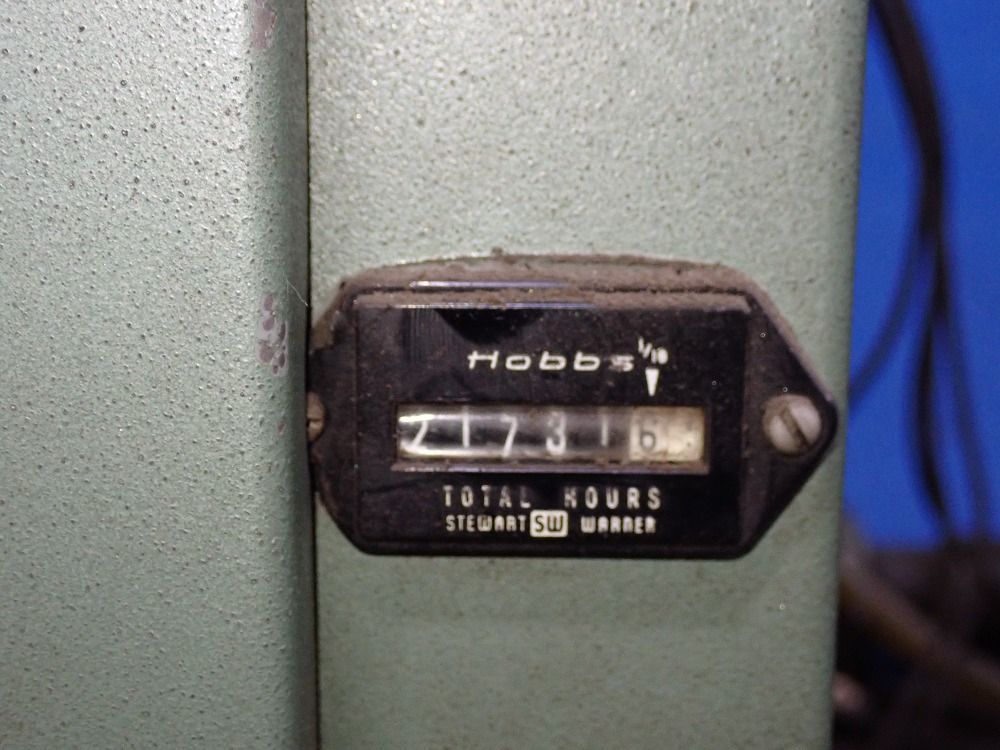 Hobbs 1/10
217316
TOTAL HOURS
STEWART SW WARNER